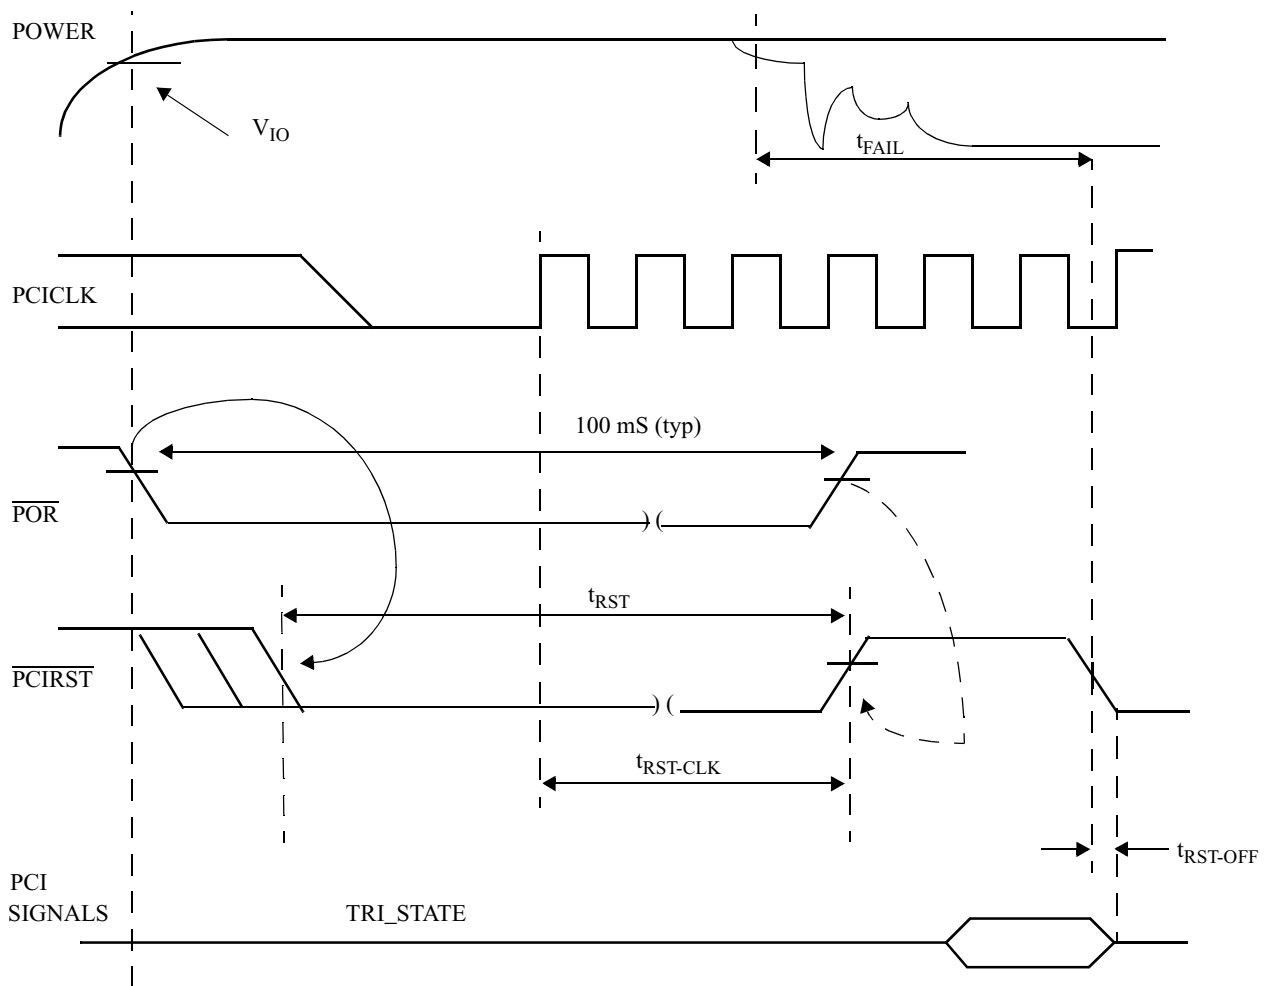 POWER
V_IO
t_FAIL
PCICLK
100 mS (typ)
POR
) (
t_RST
PCIRST
) (
t_RST-CLK
t_RST-OFF
PCI
SIGNALS
TRI_STATE